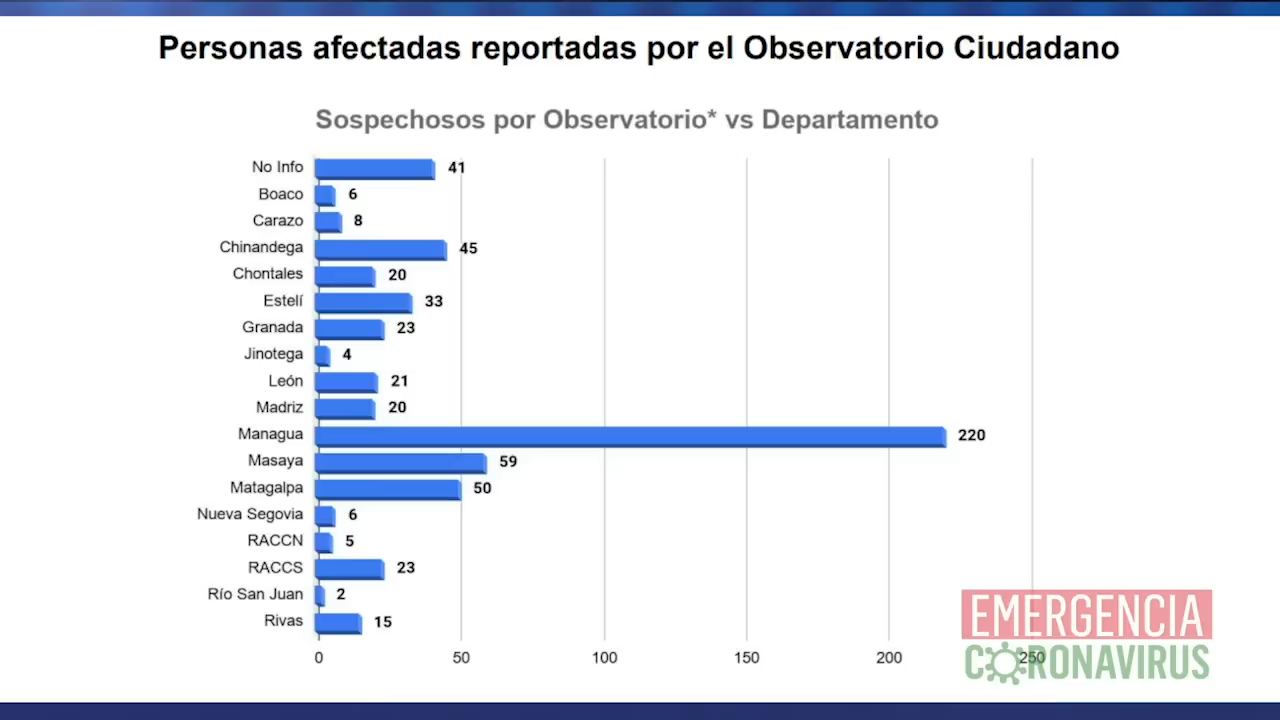 Personas afectadas reportadas por el Observatorio Ciudadano
Sospechosos por Observatorio* vs Departamento
No Info 41
Boaco 6
Carazo 8
Chinandega 45
Chontales 20
Estelí 33
Granada 23
Jinotega 4
León 21
Madriz 20
Managua 220
Masaya 59
Matagalpa 50
Nueva Segovia 6
RACCN 5
RACCS 23
Río San Juan 2
Rivas 15
0 50 100 150 200 250
EMERGENCIA
CORONAVIRUS